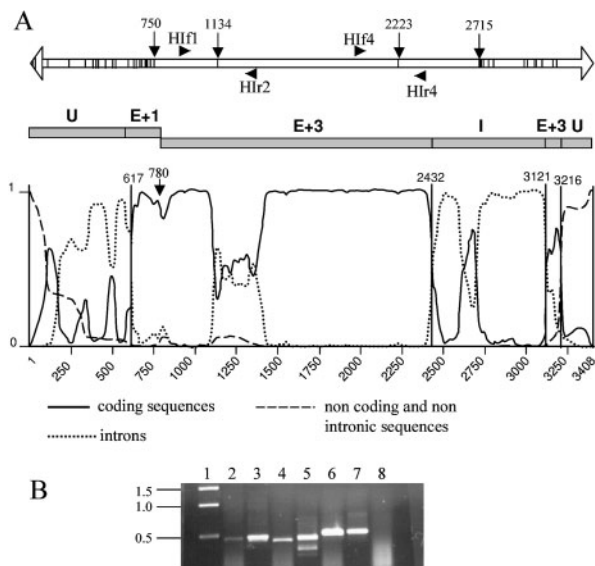 A
750 1134 2223 2715
HIf1 HIf4
HIr2 HIr4
U E+1 E+3 I E+3 U
1 617 780 2432 3121 3216
0
1 250 500 750 1000 1250 1500 1750 2000 2250 2500 2750 3000 3250 3408
coding sequences
non coding and non
intronic sequences
introns
B
1 2 3 4 5 6 7 8
1.5
1.0
0.5